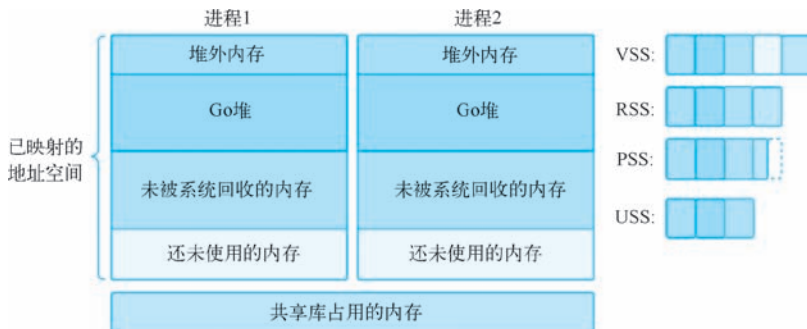 进程1
进程2
堆外内存
堆外内存
VSS:
Go堆
Go堆
RSS:
已映射的
地址空间
PSS:
未被系统回收的内存
未被系统回收的内存
USS:
还未使用的内存
还未使用的内存
共享库占用的内存